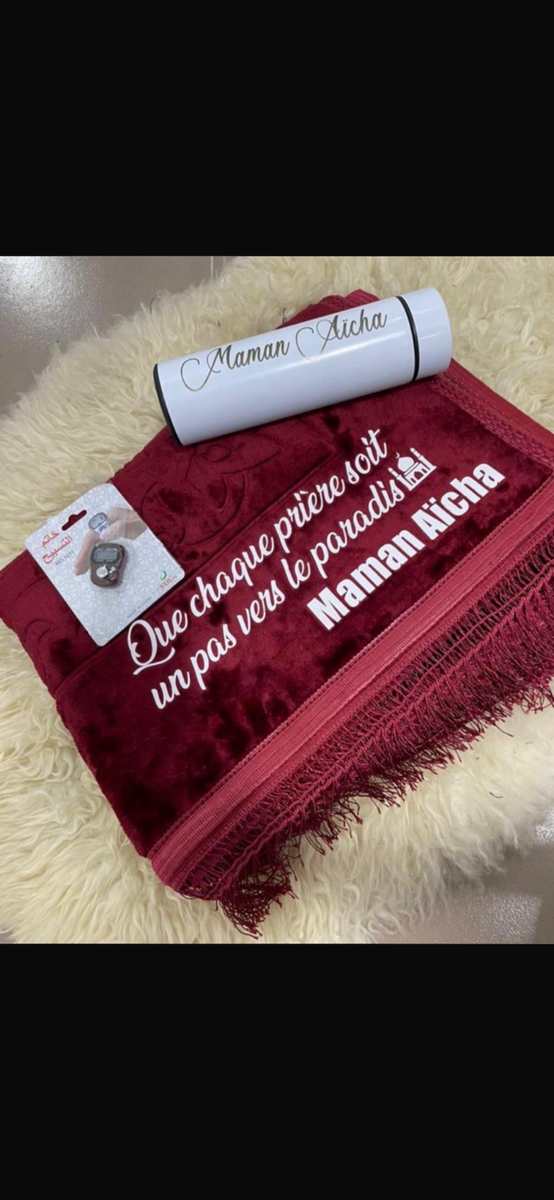 Maman Aïcha
خاتم
التسبيح
Que chaque prière soit
un pas vers le paradis
Maman Aïcha